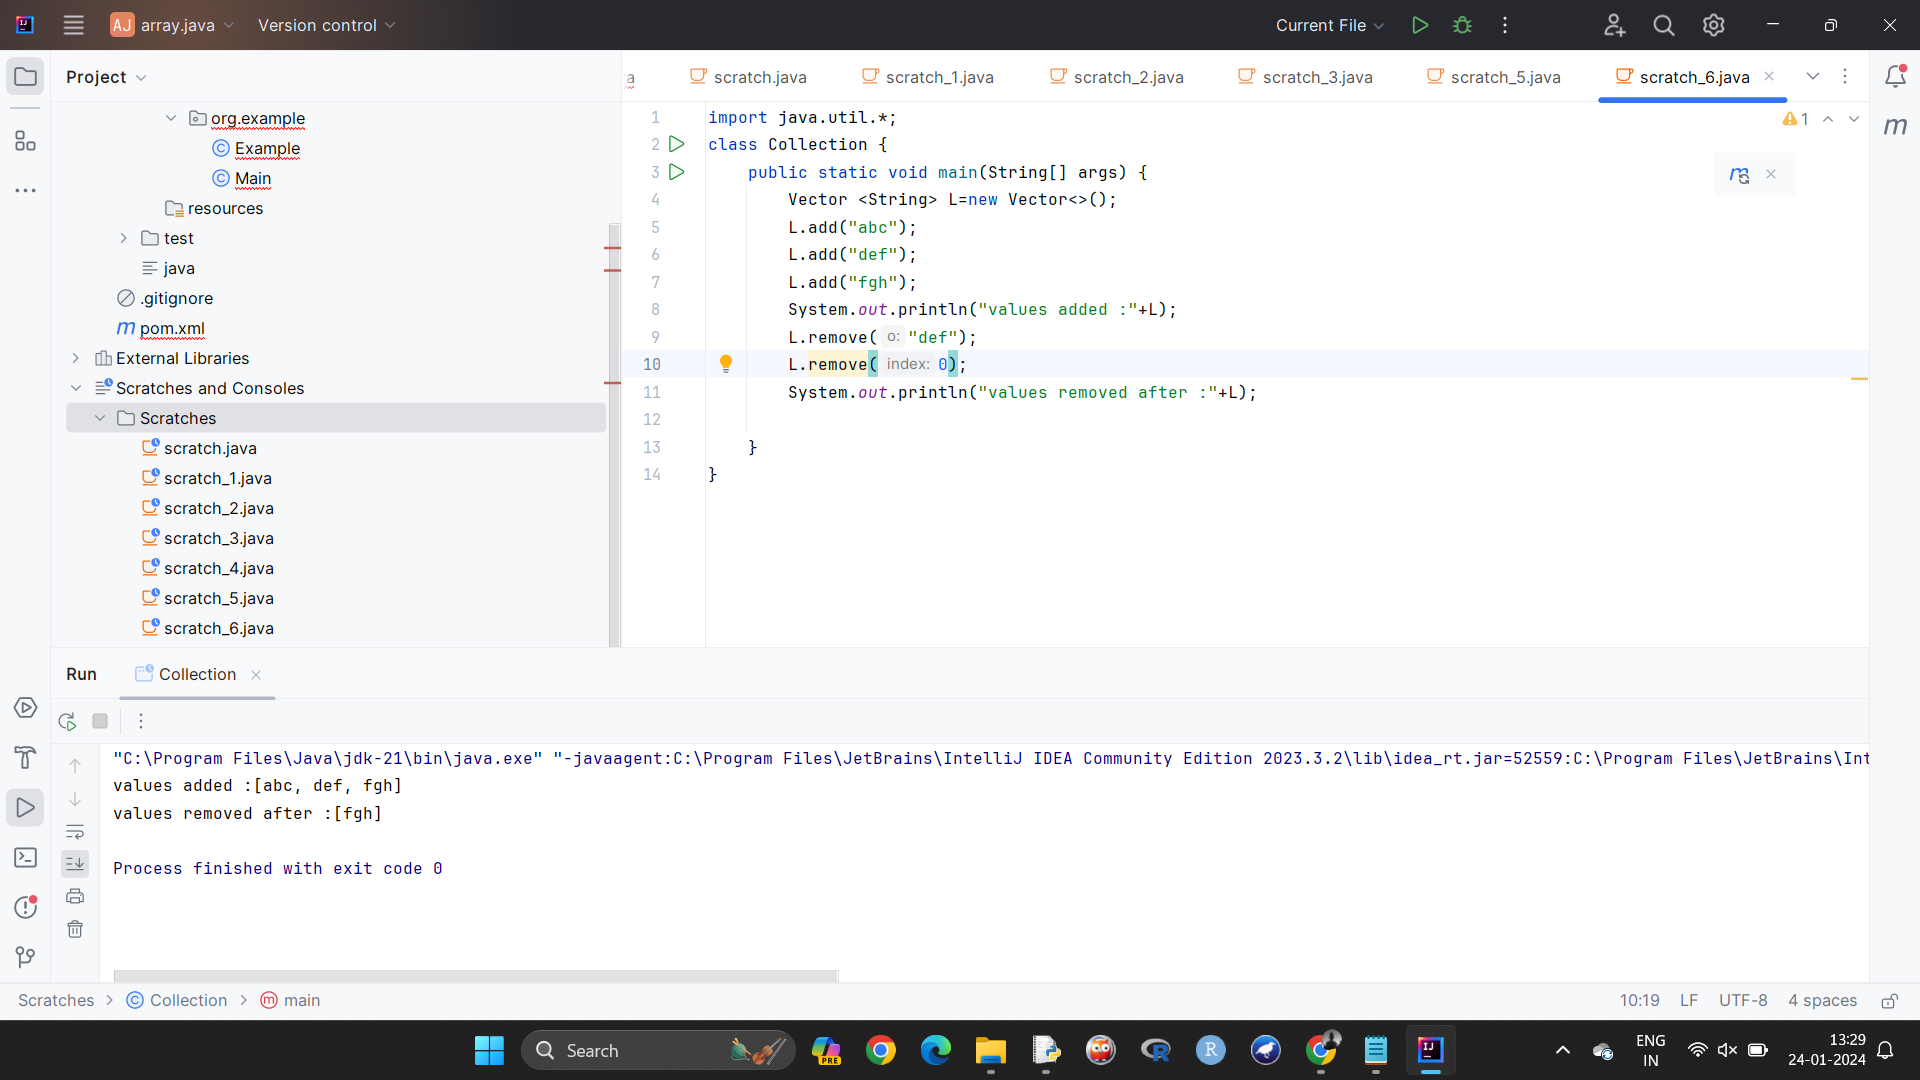 AJ array.java Version control Current File
Project
a scratch.java scratch_1.java scratch_2.java scratch_3.java scratch_5.java scratch_6.java
org.example
Example
Main
resources
test
java
.gitignore
m pom.xml
External Libraries
Scratches and Consoles
Scratches
scratch.java
scratch_1.java
scratch_2.java
scratch_3.java
scratch_4.java
scratch_5.java
scratch_6.java
1 import java.util.*;
2 class Collection {
3 public static void main(String[] args) {
4 Vector <String> L=new Vector<>();
5 L.add("abc");
6 L.add("def");
7 L.add("fgh");
8 System.out.println("values added :"+L);
9 L.remove( o: "def");
10 L.remove( index: 0);
11 System.out.println("values removed after :"+L);
12
13 }
14 }
1
m
m
Run Collection
"C:\Program Files\Java\jdk-21\bin\java.exe" "-javaagent:C:\Program Files\JetBrains\IntelliJ IDEA Community Edition 2023.3.2\lib\idea_rt.jar=52559:C:\Program Files\JetBrains\Int
values added :[abc, def, fgh]
values removed after :[fgh]
Process finished with exit code 0
Scratches > C Collection > m main 10:19 LF UTF-8 4 spaces
Search PRE R R IJ
ENG
IN
13:29
24-01-2024